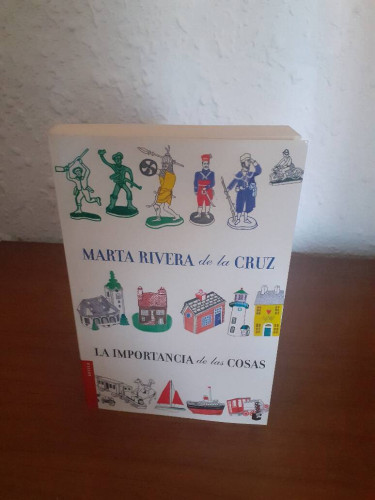 MARTA RIVERA de la CRUZ
LA IMPORTANCIA de las COSAS